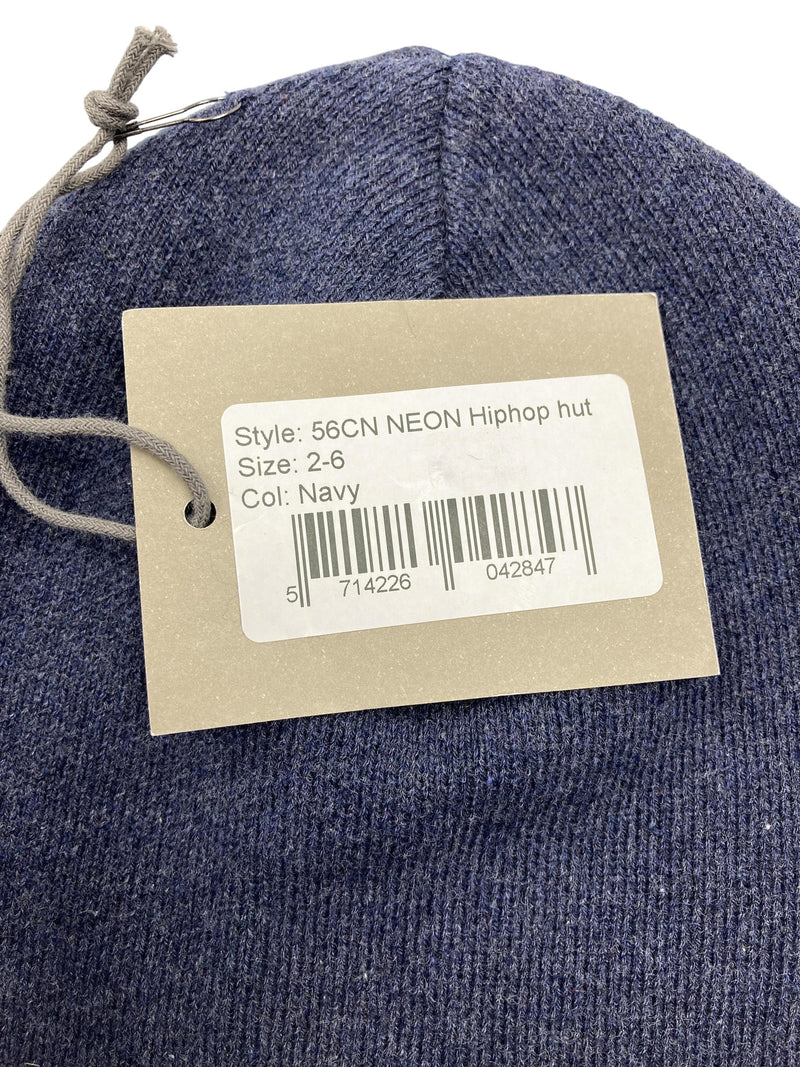 Style: 56CN NEON Hiphop hut
Size: 2-6
Col: Navy
5 714226 042847